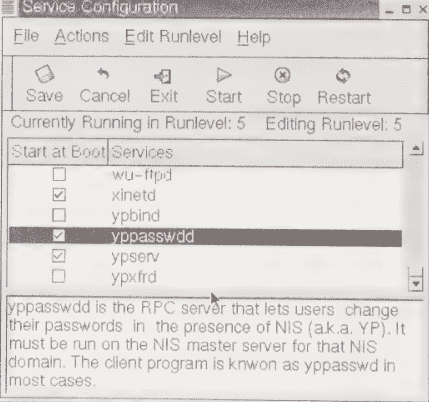 Service Configuration
File Actions Edit Runlevel Help
Save Cancel Exit Start Stop Restart
Currently Running in Runlevel: 5 Editing Runlevel: 5
Start at Boot Services
wu-ftpd
xinetd
ypbind
yppasswdd
ypserv
ypxfrd
yppasswdd is the RPC server that lets users change
their passwords in the presence of NIS (a.k.a. YP). It
must be run on the NIS master server for that NIS
domain. The client program is knwon as yppasswd in
most cases.